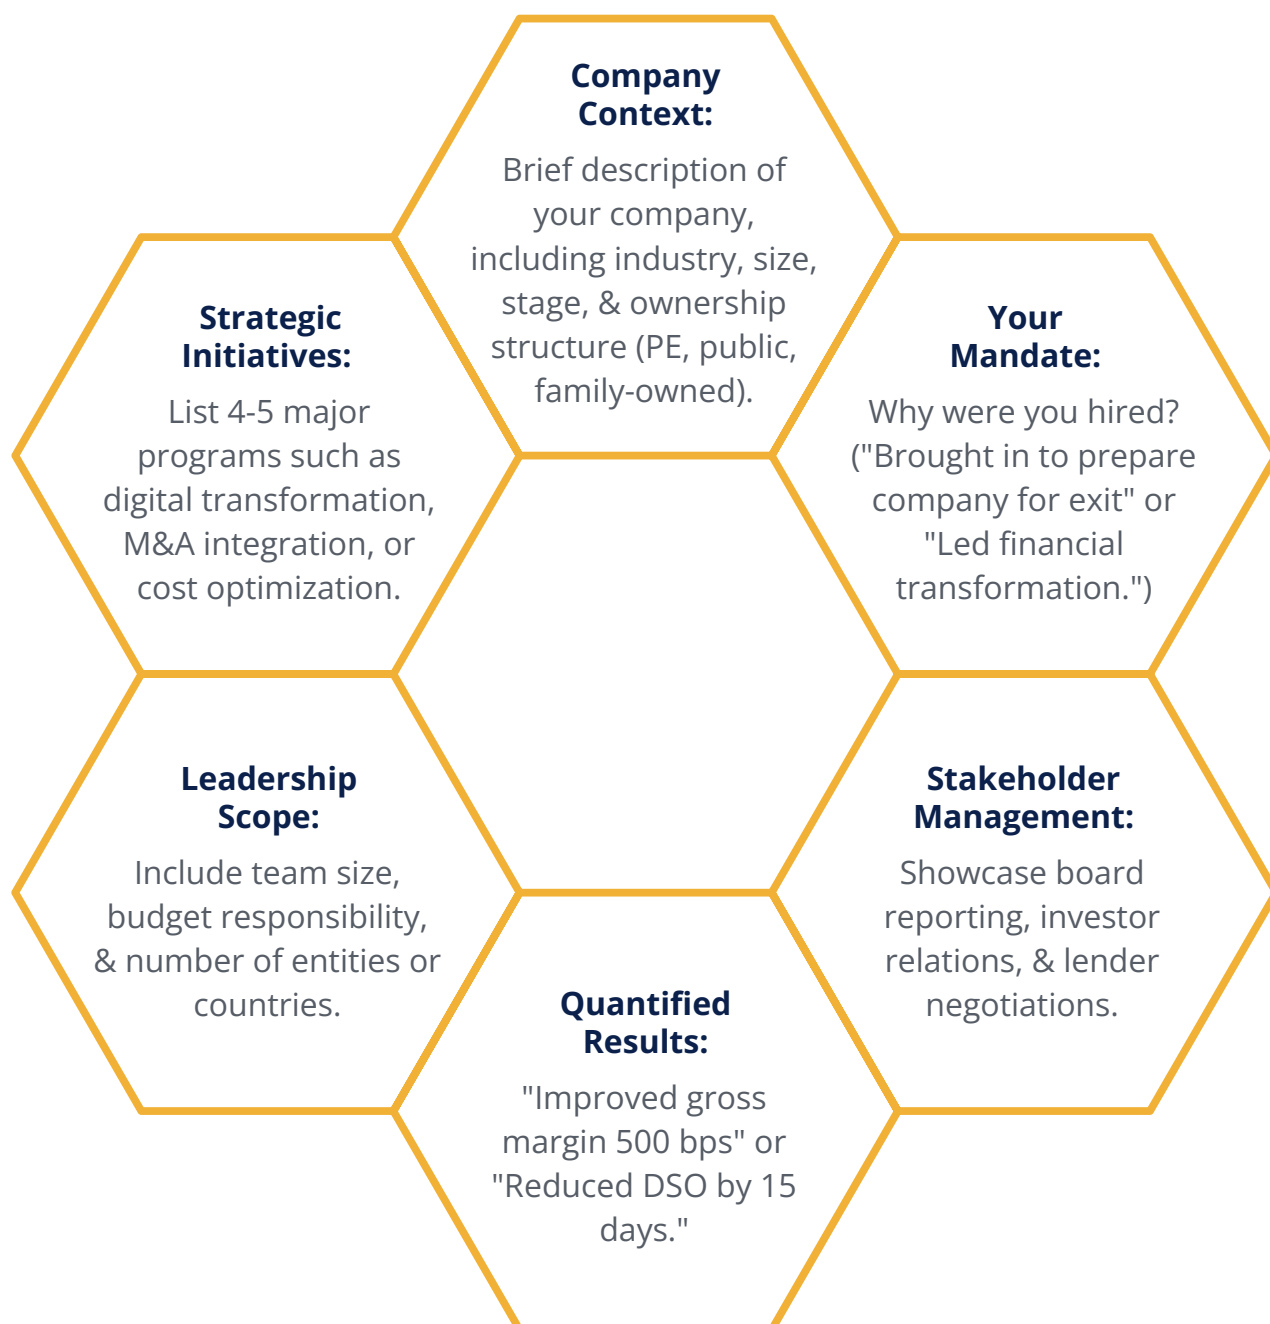 Company
Context:
Brief description of
your company,
including industry, size,
stage, & ownership
structure (PE, public,
family-owned).
Strategic
Initiatives:
List 4-5 major
programs such as
digital transformation,
M&A integration, or
cost optimization.
Your
Mandate:
Why were you hired?
("Brought in to prepare
company for exit" or
"Led financial
transformation.")
Leadership
Scope:
Include team size,
budget responsibility,
& number of entities or
countries.
Stakeholder
Management:
Showcase board
reporting, investor
relations, & lender
negotiations.
Quantified
Results:
"Improved gross
margin 500 bps" or
"Reduced DSO by 15
days."